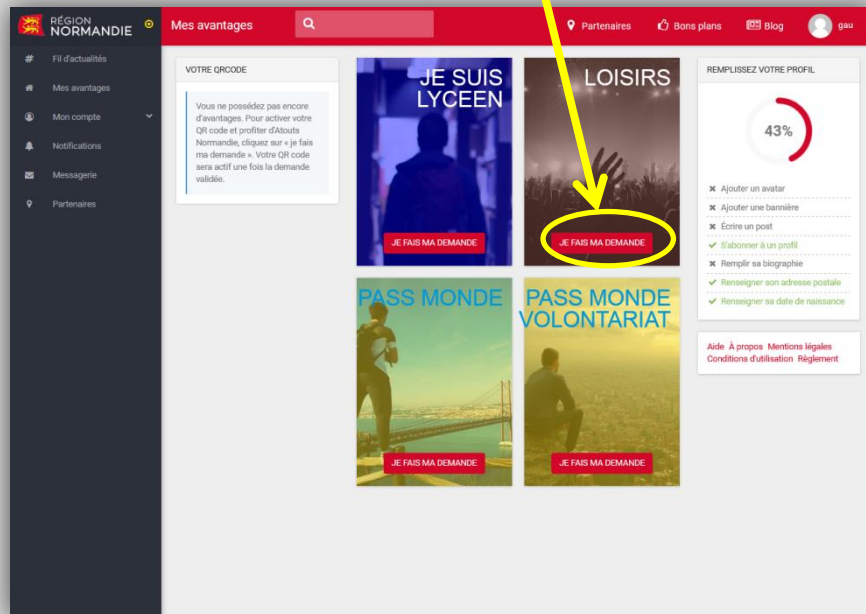 RÉGION
NORMANDIE
Mes avantages
Partenaires
Bons plans
Blog
gau
# Fil d'actualités
Mes avantages
Mon compte
Notifications
Messagerie
Partenaires
VOTRE QRCODE
Vous ne possédez pas encore
d'avantages. Pour activer votre
QR code et profiter d'Atouts
Normandie, cliquez sur « je fais
ma demande ». Votre QR code
sera actif une fois la demande
validée.
JE SUIS
LYCEEN
JE FAIS MA DEMANDE
LOISIRS
JE FAIS MA DEMANDE
PASS MONDE
JE FAIS MA DEMANDE
PASS MONDE
VOLONTARIAT
JE FAIS MA DEMANDE
REMPLISSEZ VOTRE PROFIL
43%
Ajouter un avatar
Ajouter une bannière
Écrire un post
S'abonner à un profil
Remplir sa biographie
Renseigner son adresse postale
Renseigner sa date de naissance
Aide À propos Mentions légales
Conditions d'utilisation Règlement